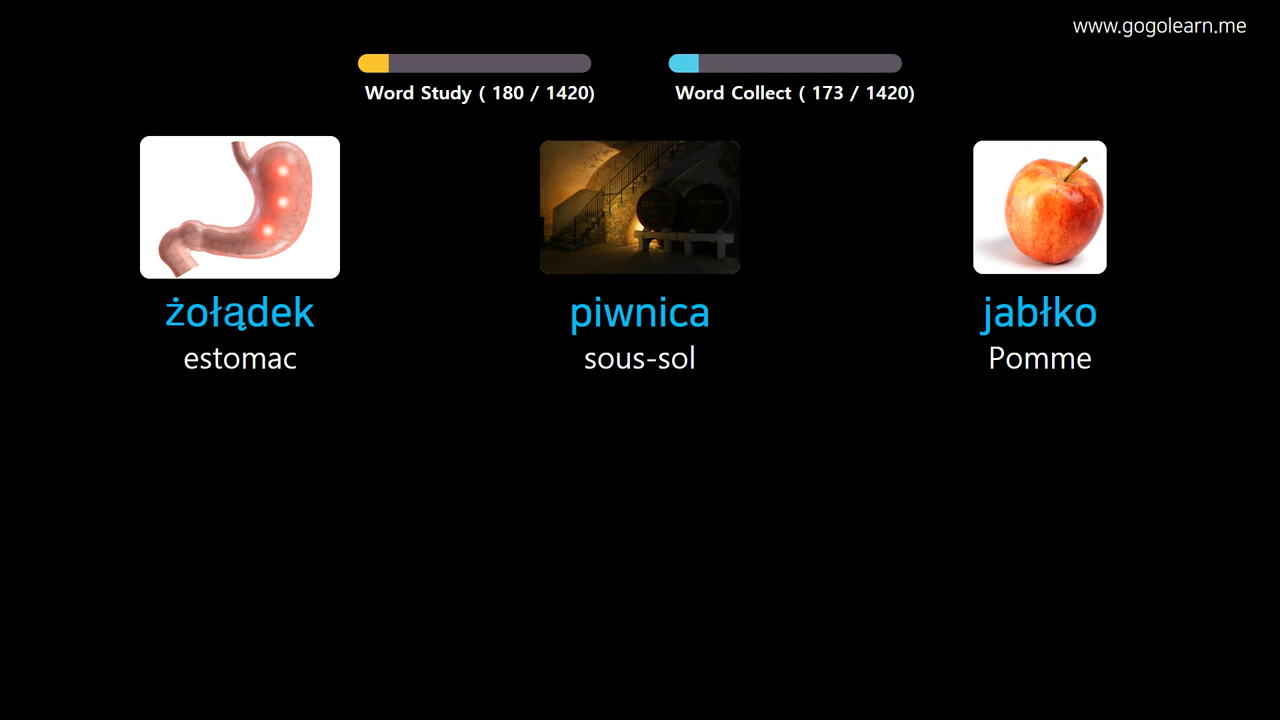 www.gogolearn.me
Word Study ( 180 / 1420)
Word Collect ( 173 / 1420)
żołądek
piwnica
jabłko
estomac
sous-sol
Pomme